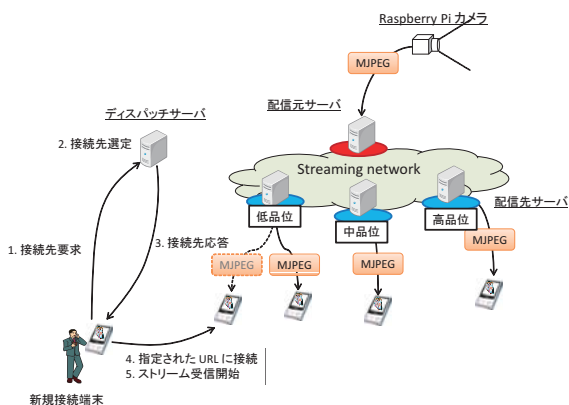 Raspberry Pi カメラ
MJPEG
配信元サーバ
ディスパッチサーバ
2. 接続先選定
Streaming network
配信先サーバ
低品位
中品位
高品位
1. 接続先要求
3. 接続先応答
MJPEG
MJPEG
MJPEG
MJPEG
4. 指定された URL に接続
5. ストリーム受信開始
新規接続端末